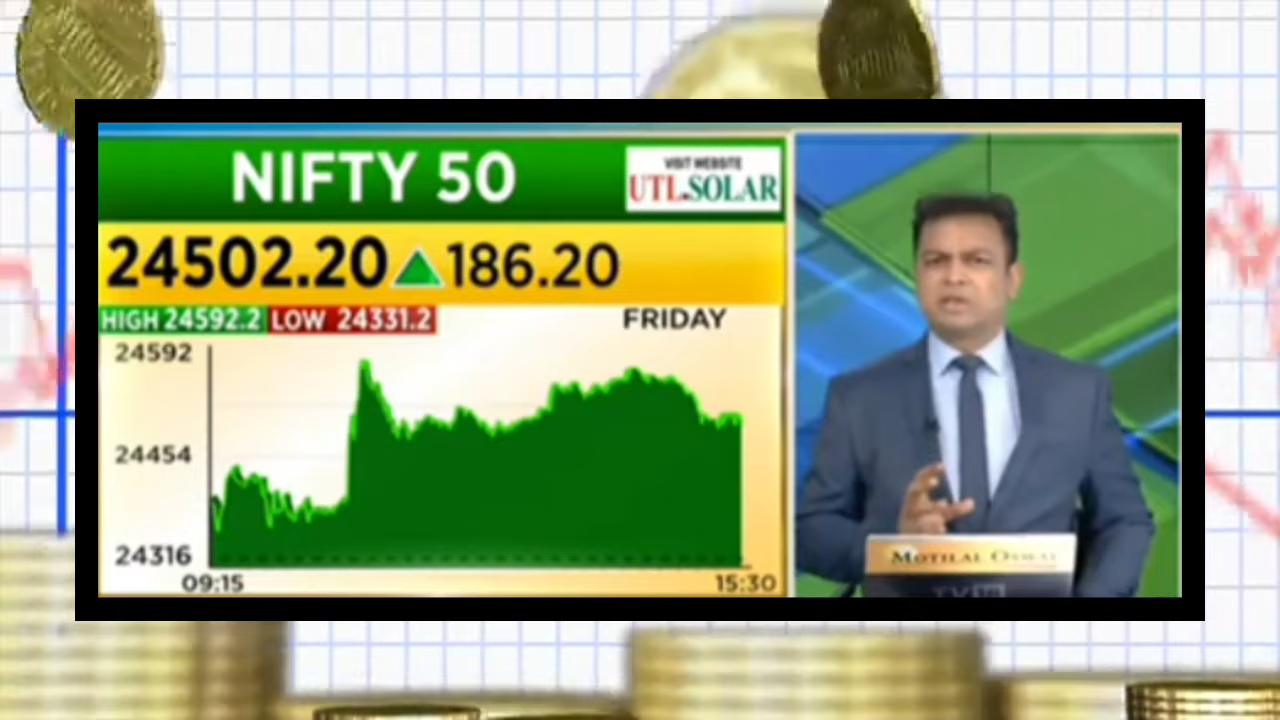 NIFTY 50
VISIT WEBSITE
UTL SOLAR
24502.20 186.20
HIGH 24592.2 LOW 24331.2
FRIDAY
24592
24454
24316
09:15 15:30
MOTILAL OSWAL